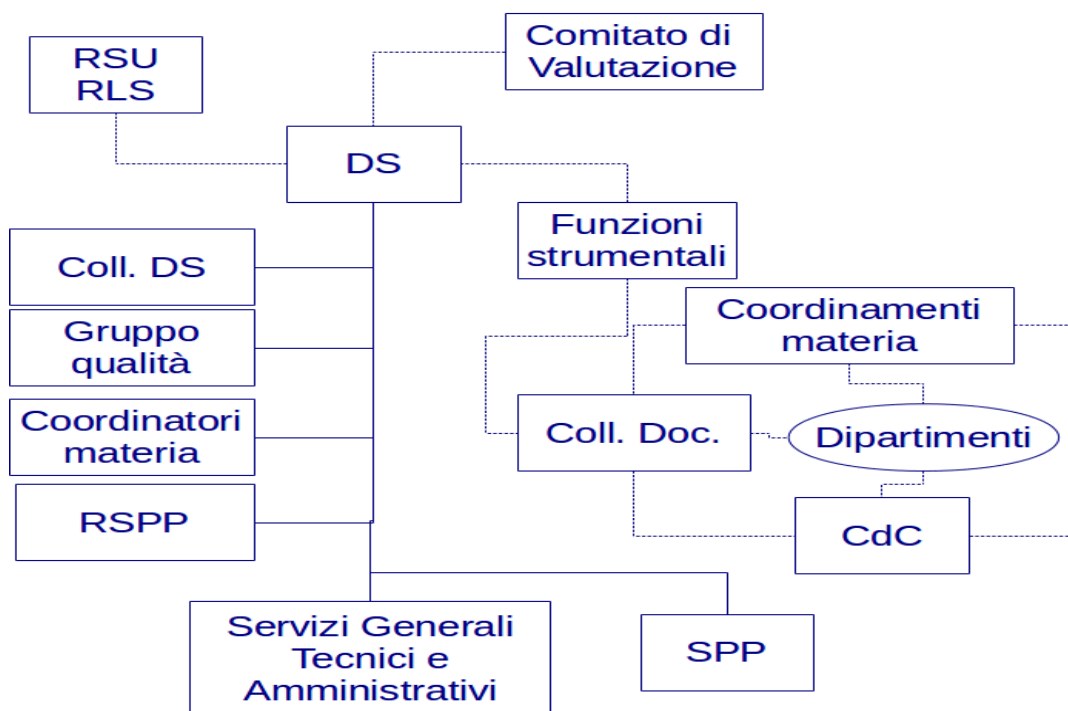 Comitato di
Valutazione
RSU
RLS
DS
Funzioni
strumentali
Coll. DS
Gruppo
qualità
Coordinatori
materia
RSPP
Coordinamenti
materia
Coll. Doc.
Dipartimenti
CdC
Servizi Generali
Tecnici e
Amministrativi
SPP